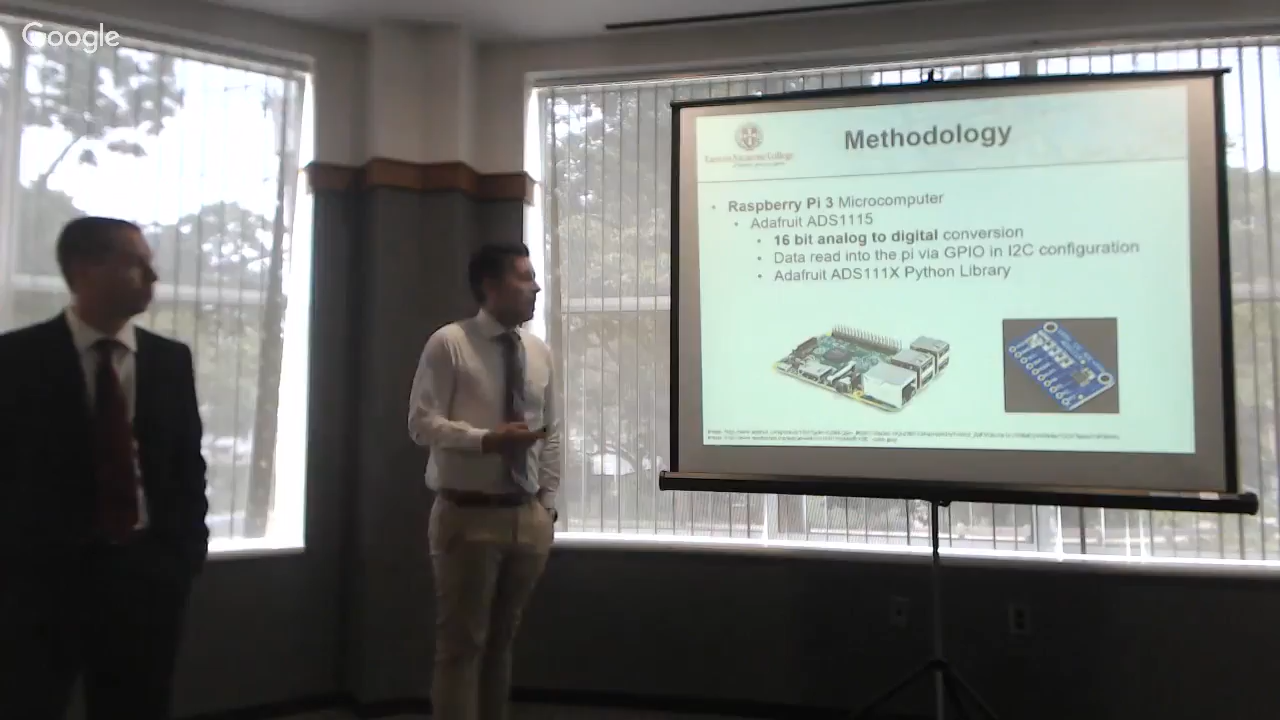 Google
Methodology
• Raspberry Pi 3 Microcomputer
• Adafruit ADS1115
• 16 bit analog to digital conversion
• Data read into the pi via GPIO in I2C configuration
• Adafruit ADS111X Python Library